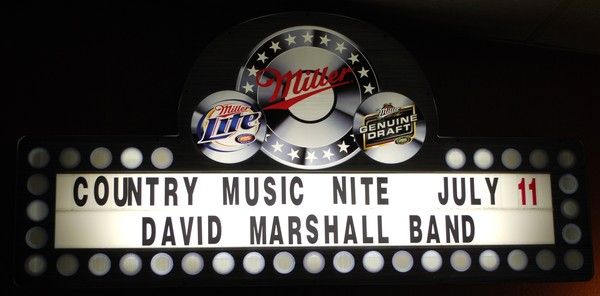 Miller
Miller
Lite
Miller
GENUINE
DRAFT
COUNTRY MUSIC NITE JULY 11
DAVID MARSHALL BAND